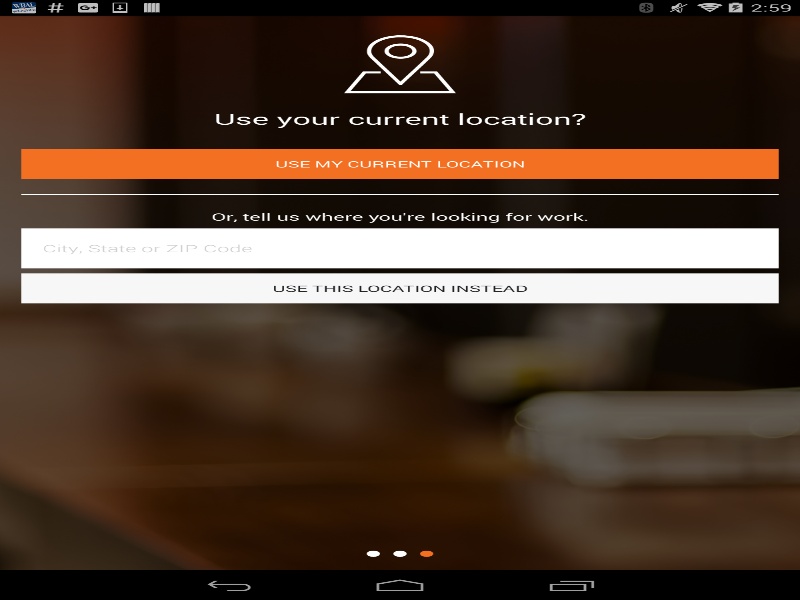 2:59
Use your current location?
USE MY CURRENT LOCATION
Or, tell us where you're looking for work.
City, State or ZIP Code
USE THIS LOCATION INSTEAD